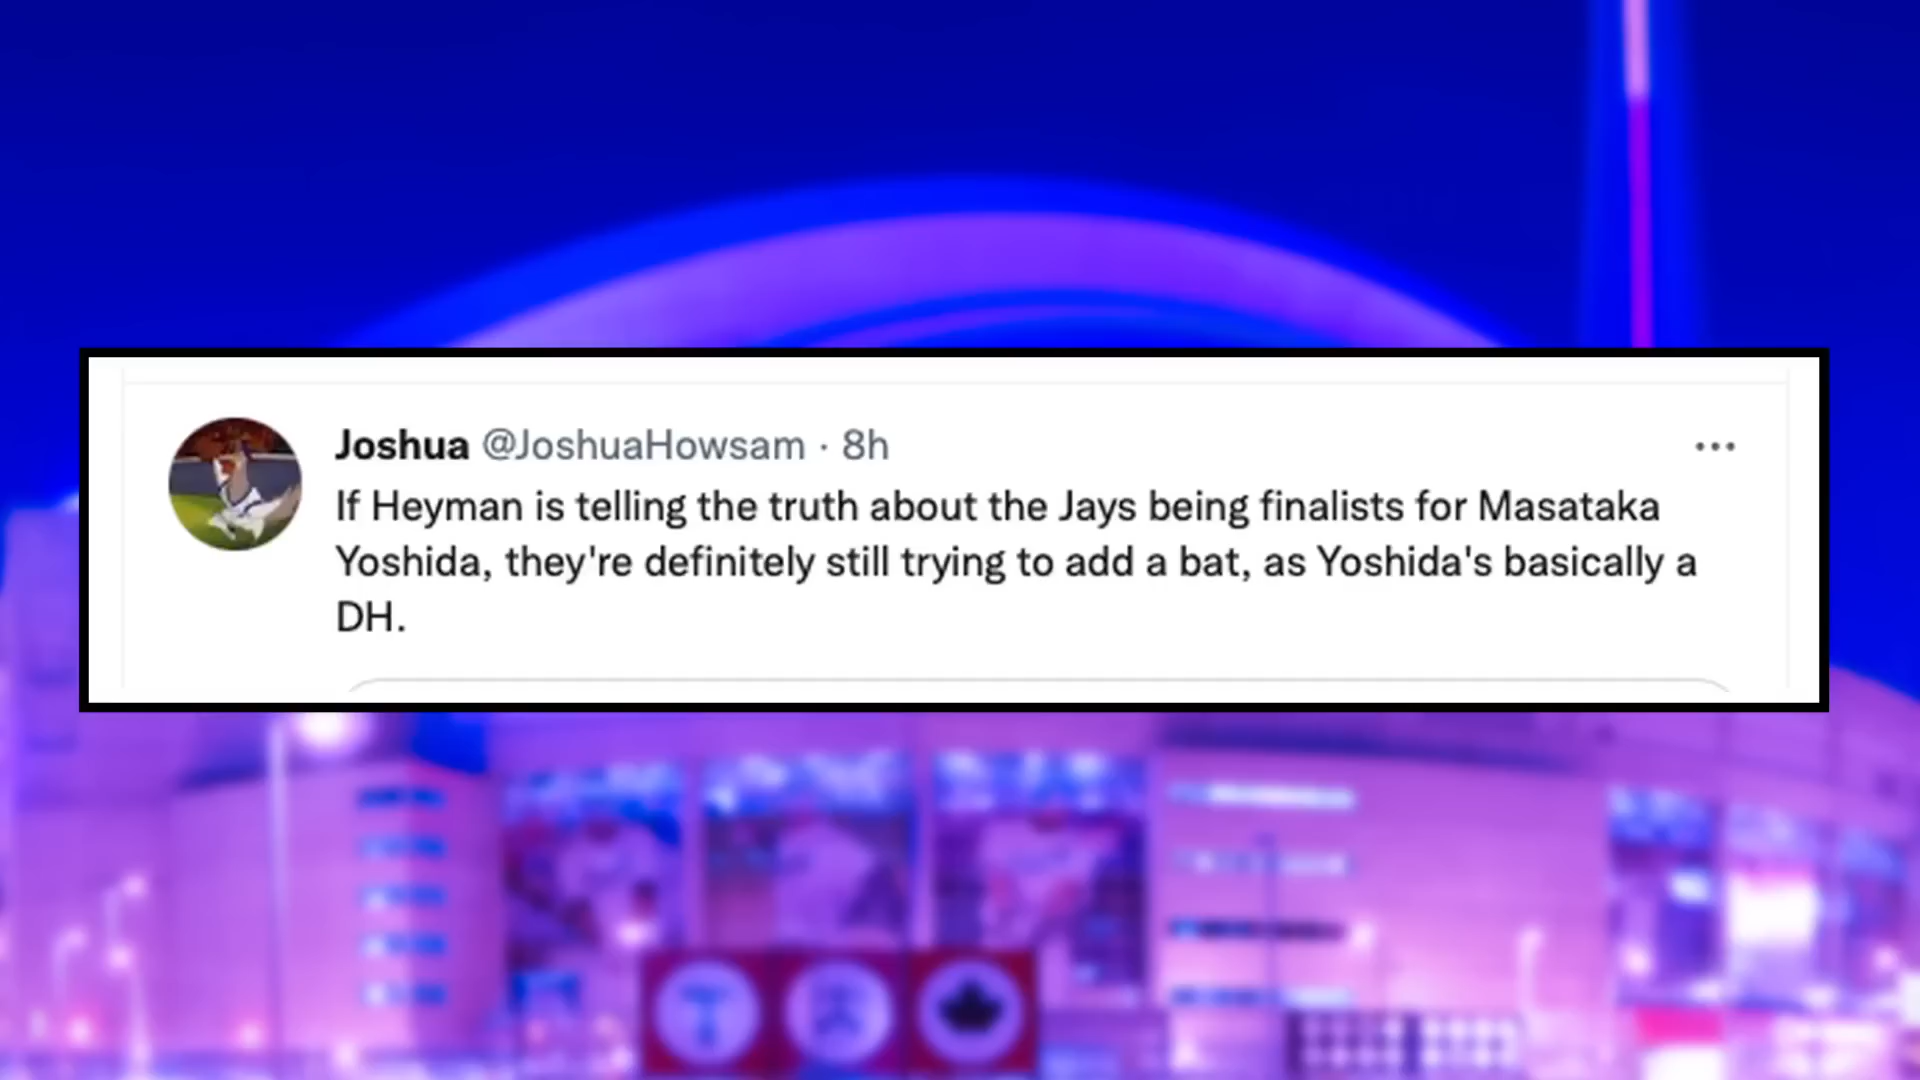 Joshua @JoshuaHowsam · 8h
If Heyman is telling the truth about the Jays being finalists for Masataka
Yoshida, they're definitely still trying to add a bat, as Yoshida's basically a
DH.